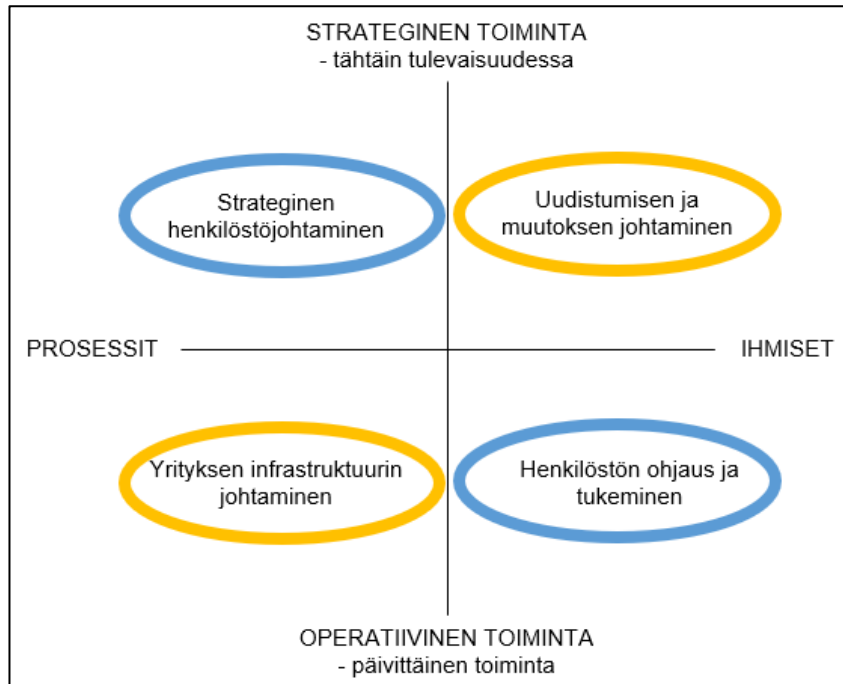 STRATEGINEN TOIMINTA
- tähtäin tulevaisuudessa
Strateginen
henkilöstöjohtaminen
Uudistumisen ja
muutoksen johtaminen
PROSESSIT
IHMISET
Yrityksen infrastruktuurin
johtaminen
Henkilöstön ohjaus ja
tukeminen
OPERATIIVINEN TOIMINTA
- päivittäinen toiminta